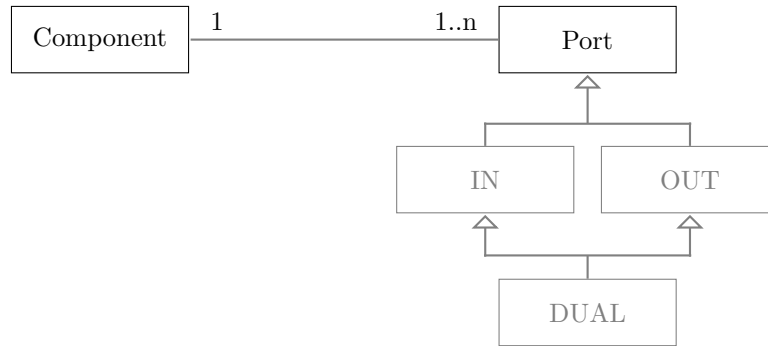 Component
1
1..n
Port
IN
OUT
DUAL